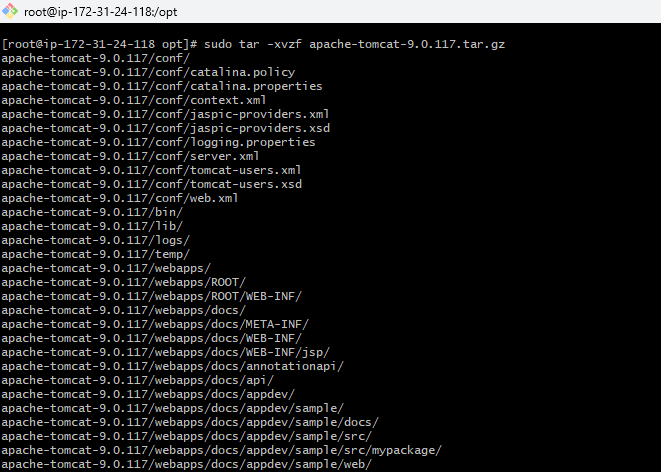 root@ip-172-31-24-118:/opt
[root@ip-172-31-24-118 opt]# sudo tar -xvzf apache-tomcat-9.0.117.tar.gz
apache-tomcat-9.0.117/conf/
apache-tomcat-9.0.117/conf/catalina.policy
apache-tomcat-9.0.117/conf/catalina.properties
apache-tomcat-9.0.117/conf/context.xml
apache-tomcat-9.0.117/conf/jaspic-providers.xml
apache-tomcat-9.0.117/conf/jaspic-providers.xsd
apache-tomcat-9.0.117/conf/logging.properties
apache-tomcat-9.0.117/conf/server.xml
apache-tomcat-9.0.117/conf/tomcat-users.xml
apache-tomcat-9.0.117/conf/tomcat-users.xsd
apache-tomcat-9.0.117/conf/web.xml
apache-tomcat-9.0.117/bin/
apache-tomcat-9.0.117/lib/
apache-tomcat-9.0.117/logs/
apache-tomcat-9.0.117/temp/
apache-tomcat-9.0.117/webapps/
apache-tomcat-9.0.117/webapps/ROOT/
apache-tomcat-9.0.117/webapps/ROOT/WEB-INF/
apache-tomcat-9.0.117/webapps/docs/
apache-tomcat-9.0.117/webapps/docs/META-INF/
apache-tomcat-9.0.117/webapps/docs/WEB-INF/
apache-tomcat-9.0.117/webapps/docs/WEB-INF/jsp/
apache-tomcat-9.0.117/webapps/docs/annotationapi/
apache-tomcat-9.0.117/webapps/docs/api/
apache-tomcat-9.0.117/webapps/docs/appdev/
apache-tomcat-9.0.117/webapps/docs/appdev/sample/
apache-tomcat-9.0.117/webapps/docs/appdev/sample/docs/
apache-tomcat-9.0.117/webapps/docs/appdev/sample/src/
apache-tomcat-9.0.117/webapps/docs/appdev/sample/src/mypackage/
apache-tomcat-9.0.117/webapps/docs/appdev/sample/web/